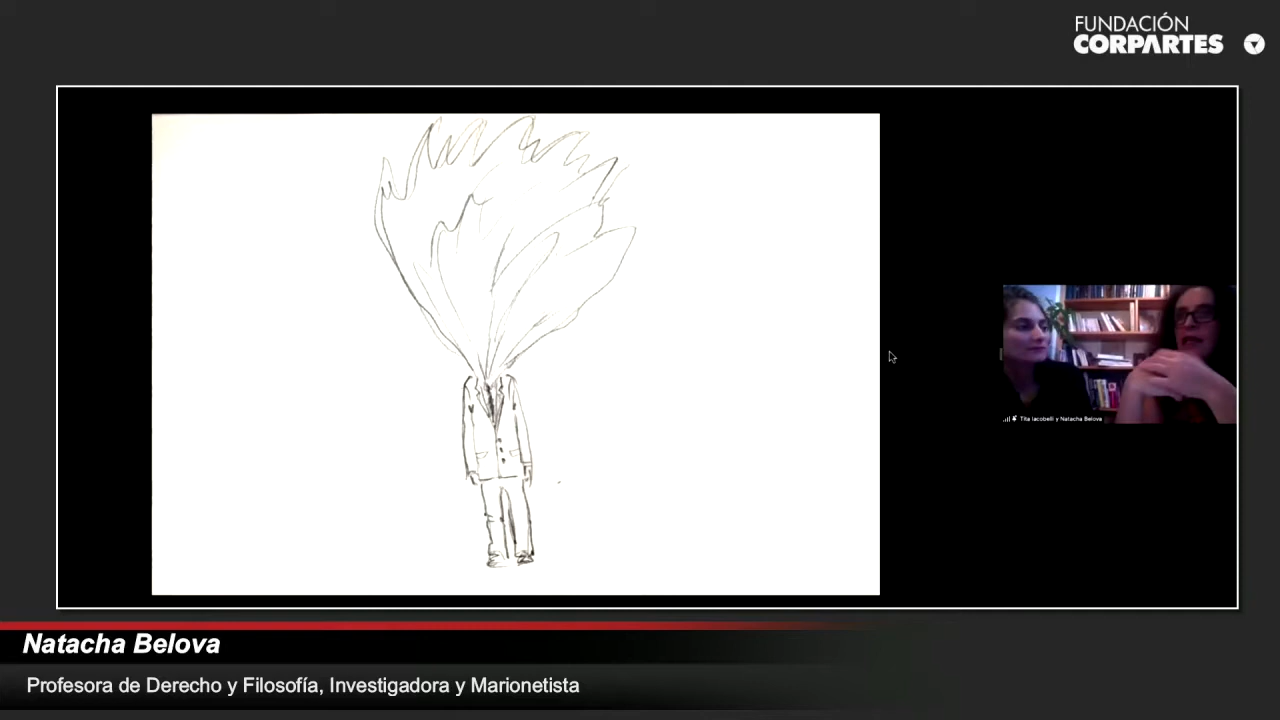 FUNDACIÓN
CORPARTES
Tita Iacobelli y Natacha Belova
Natacha Belova
Profesora de Derecho y Filosofía, Investigadora y Marionetista